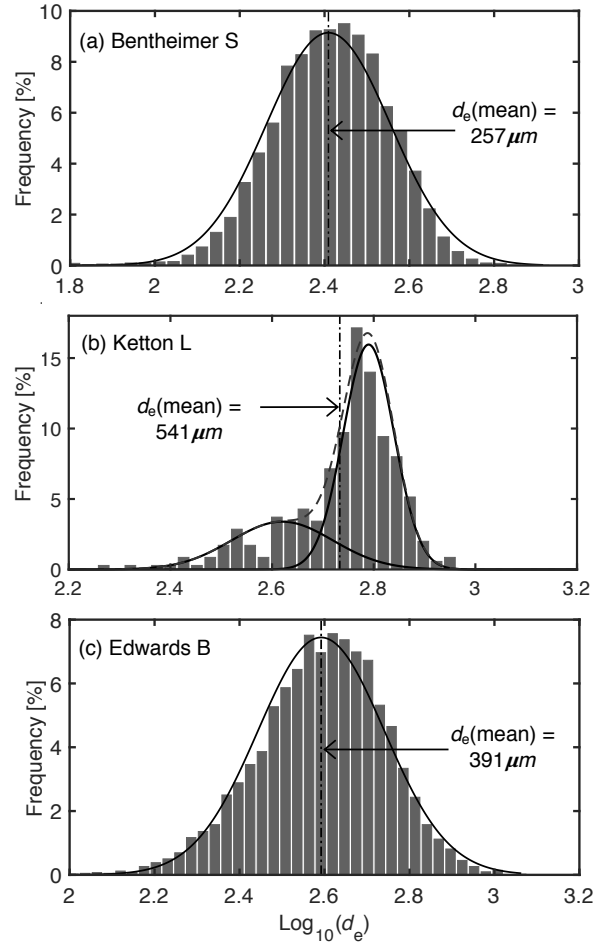 (a) Bentheimer S
d_e(mean) =
257μm
Frequency [%]
10
8
6
4
2
0
1.8 2 2.2 2.4 2.6 2.8 3
(b) Ketton L
d_e(mean) =
541μm
Frequency [%]
15
10
5
0
2.2 2.4 2.6 2.8 3 3.2
(c) Edwards B
d_e(mean) =
391μm
Frequency [%]
8
6
4
2
0
2 2.2 2.4 2.6 2.8 3 3.2
Log_10(d_e)